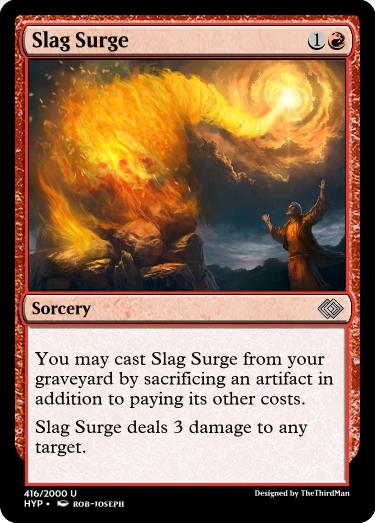 Slag Surge 1
Sorcery
You may cast Slag Surge from your
graveyard by sacrificing an artifact in
addition to paying its other costs.
Slag Surge deals 3 damage to any
target.
416/2000 U
Designed by TheThirdMan
HYP • ROB-JOSEPH